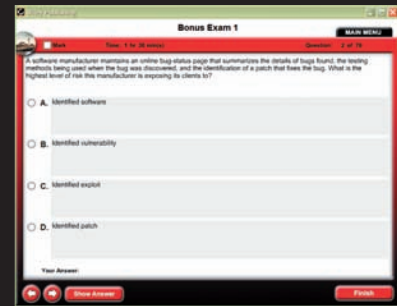 Bonus Exam 1
MAIN MENU
Mark
A software manufacturer maintains an online bug-status page that summarizes the details of bugs found, the testing
methods being used when the bug was discovered, and the identification of a patch that fixes the bug. What is the
highest level of risk this manufacturer is exposing its clients to?
A. Identified software
B. Identified vulnerability
C. Identified exploit
D. Identified patch
Your Answer:
Show Answer
Finish